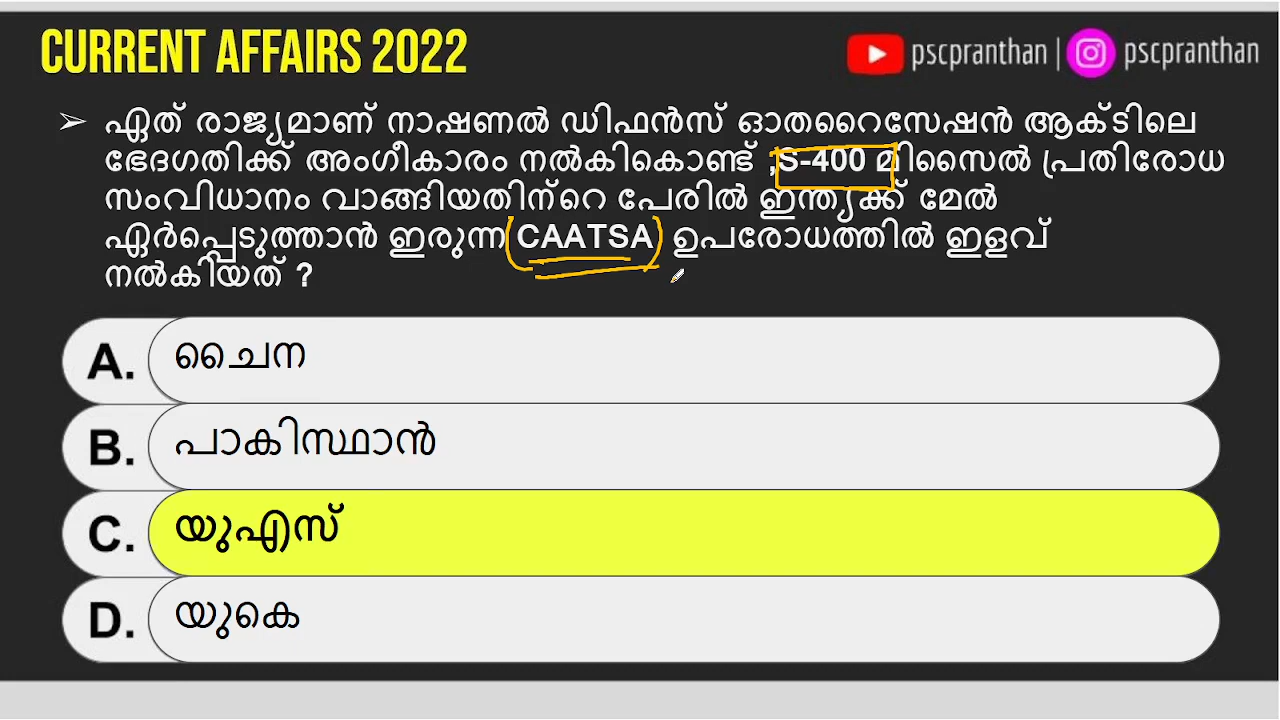 CURRENT AFFAIRS 2022
pscpranthan | pscpranthan
➢ ഏത് രാജ്യമാണ് നാഷണൽ ഡിഫൻസ് ഓതറൈസേഷൻ ആക്ടിലെ
ഭേദഗതിക്ക് അംഗീകാരം നൽകികൊണ്ട് ,S-400 മിസൈൽ പ്രതിരോധ
സംവിധാനം വാങ്ങിയതിന്റെ പേരിൽ ഇന്ത്യക്ക് മേൽ
ഏർപ്പെടുത്താൻ ഇരുന്ന CAATSA ഉപരോധത്തിൽ ഇളവ്
നൽകിയത് ?
A. ചൈന
B. പാകിസ്ഥാൻ
C. യുഎസ്
D. യുകെ